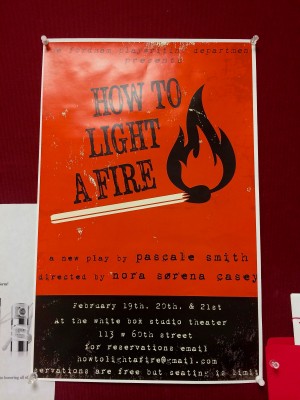 presents
HOW TO
LIGHT
A FIRE
a new play by pascale smith
directed by nora sørena casey
February 19th, 20th, & 21st
At the white box studio theater
113 w 60th street
for reservations email
howtolightafire@gmail.com
reservations are free but seating is limit